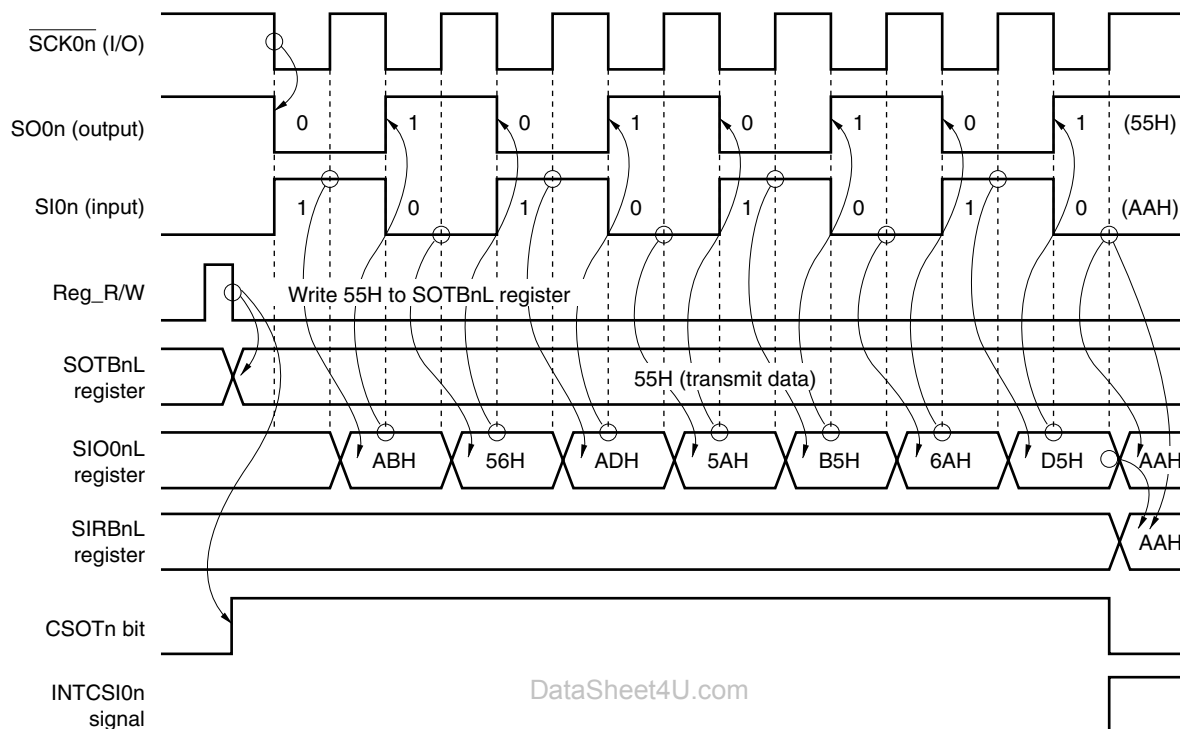 SCK0n (I/O)
SO0n (output)
0 1 0 1 0 1 0 1 (55H)
SI0n (input)
1 0 1 0 1 0 1 0 (AAH)
Reg_R/W
Write 55H to SOTBnL register
SOTBnL
register
55H (transmit data)
SIO0nL
register
ABH 56H ADH 5AH B5H 6AH D5H AAH
SIRBnL
register
AAH
CSOTn bit
INTCSI0n
signal
DataSheet4U.com